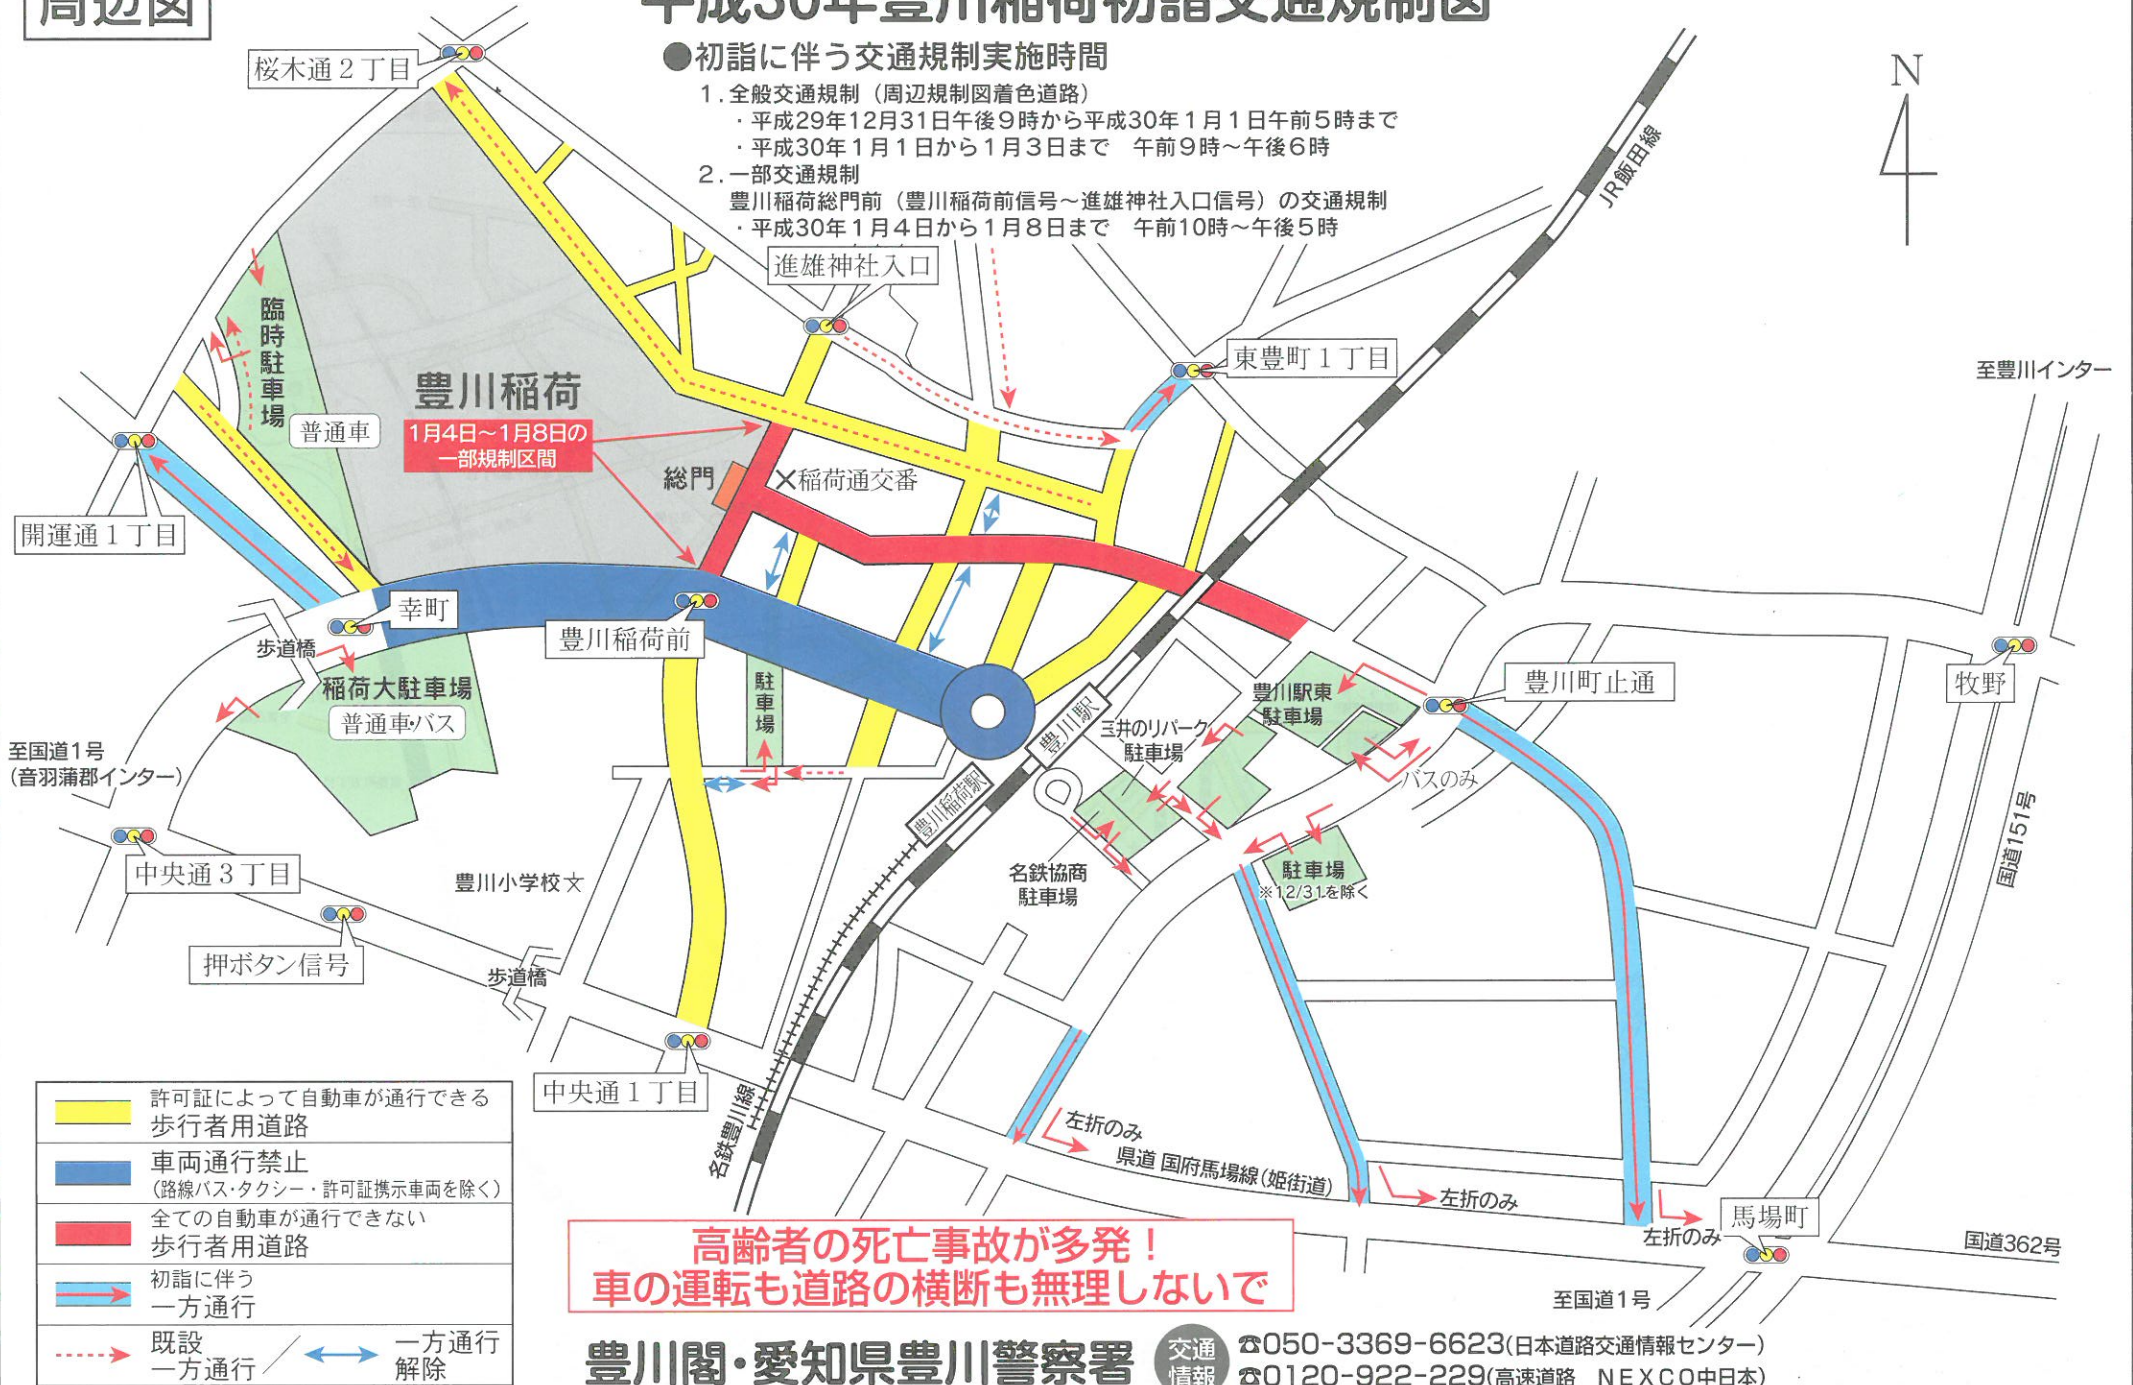 周辺図
平成30年豊川稲荷初詣交通規制図
●初詣に伴う交通規制実施時間
1.全般交通規制（周辺規制図着色道路）
・平成29年12月31日午後9時から平成30年1月1日午前5時まで
・平成30年1月1日から1月3日まで　午前9時～午後6時
2.一部交通規制
豊川稲荷総門前（豊川稲荷前信号～進雄神社入口信号）の交通規制
・平成30年1月4日から1月8日まで　午前10時～午後5時
N
桜木通2丁目
JR飯田線
進雄神社入口
臨時駐車場
普通車
東豊町1丁目
至豊川インター
豊川稲荷
1月4日～1月8日の
一部規制区間
総門
×稲荷通交番
開運通1丁目
幸町
歩道橋
豊川稲荷前
稲荷大駐車場
普通車・バス
駐車場
豊川駅
豊川稲荷駅
三井のリパーク
駐車場
豊川駅東
駐車場
豊川町止通
牧野
バスのみ
至国道1号
（音羽蒲郡インター）
中央通3丁目
豊川小学校文
名鉄協商
駐車場
駐車場
※12/31を除く
国道151号
押ボタン信号
歩道橋
中央通1丁目
名鉄豊川線
左折のみ
県道 国府馬場線（姫街道）
左折のみ
左折のみ
馬場町
国道362号
至国道1号
許可証によって自動車が通行できる
歩行者用道路
車両通行禁止
（路線バス・タクシー・許可証携示車両を除く）
全ての自動車が通行できない
歩行者用道路
初詣に伴う
一方通行
既設
一方通行
一方通行
解除
高齢者の死亡事故が多発！
車の運転も道路の横断も無理しないで
豊川閣・愛知県豊川警察署
交通
情報
☎050-3369-6623(日本道路交通情報センター)
☎0120-922-229(高速道路　NEXCO中日本)